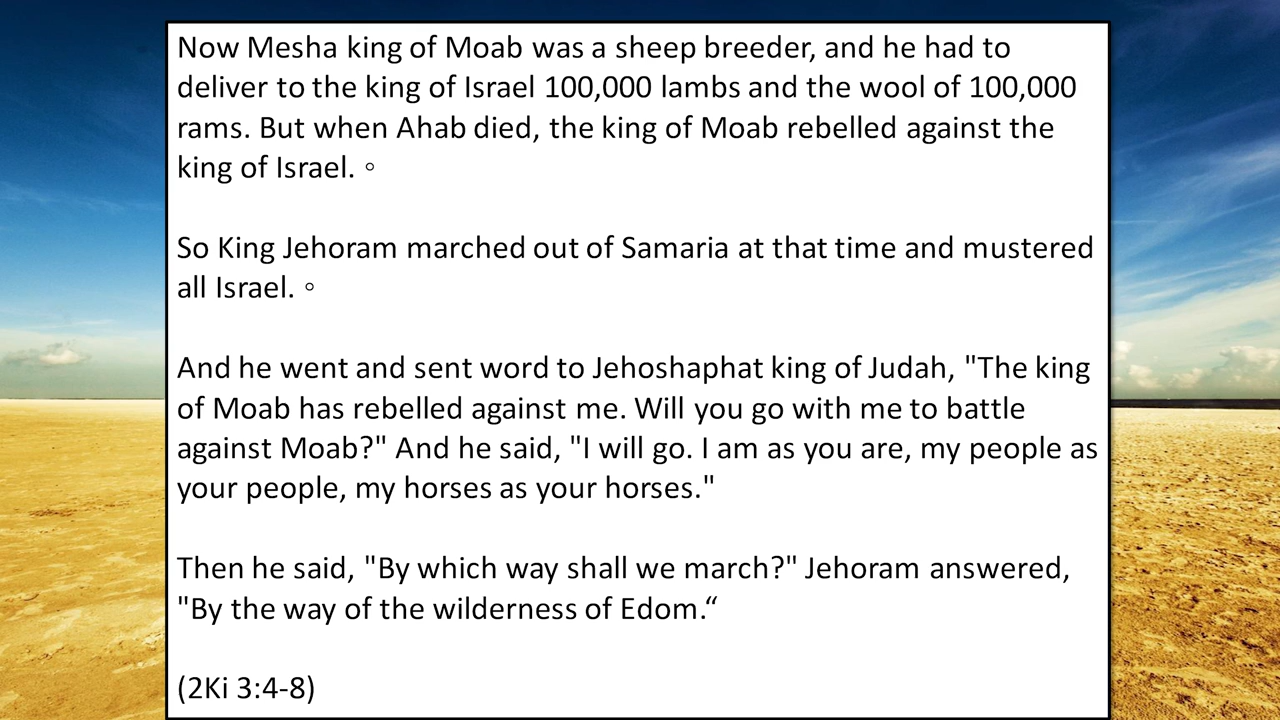 Now Mesha king of Moab was a sheep breeder, and he had to
deliver to the king of Israel 100,000 lambs and the wool of 100,000
rams. But when Ahab died, the king of Moab rebelled against the
king of Israel. ◦
So King Jehoram marched out of Samaria at that time and mustered
all Israel. ◦
And he went and sent word to Jehoshaphat king of Judah, "The king
of Moab has rebelled against me. Will you go with me to battle
against Moab?" And he said, "I will go. I am as you are, my people as
your people, my horses as your horses."
Then he said, "By which way shall we march?" Jehoram answered,
"By the way of the wilderness of Edom.“
(2Ki 3:4-8)